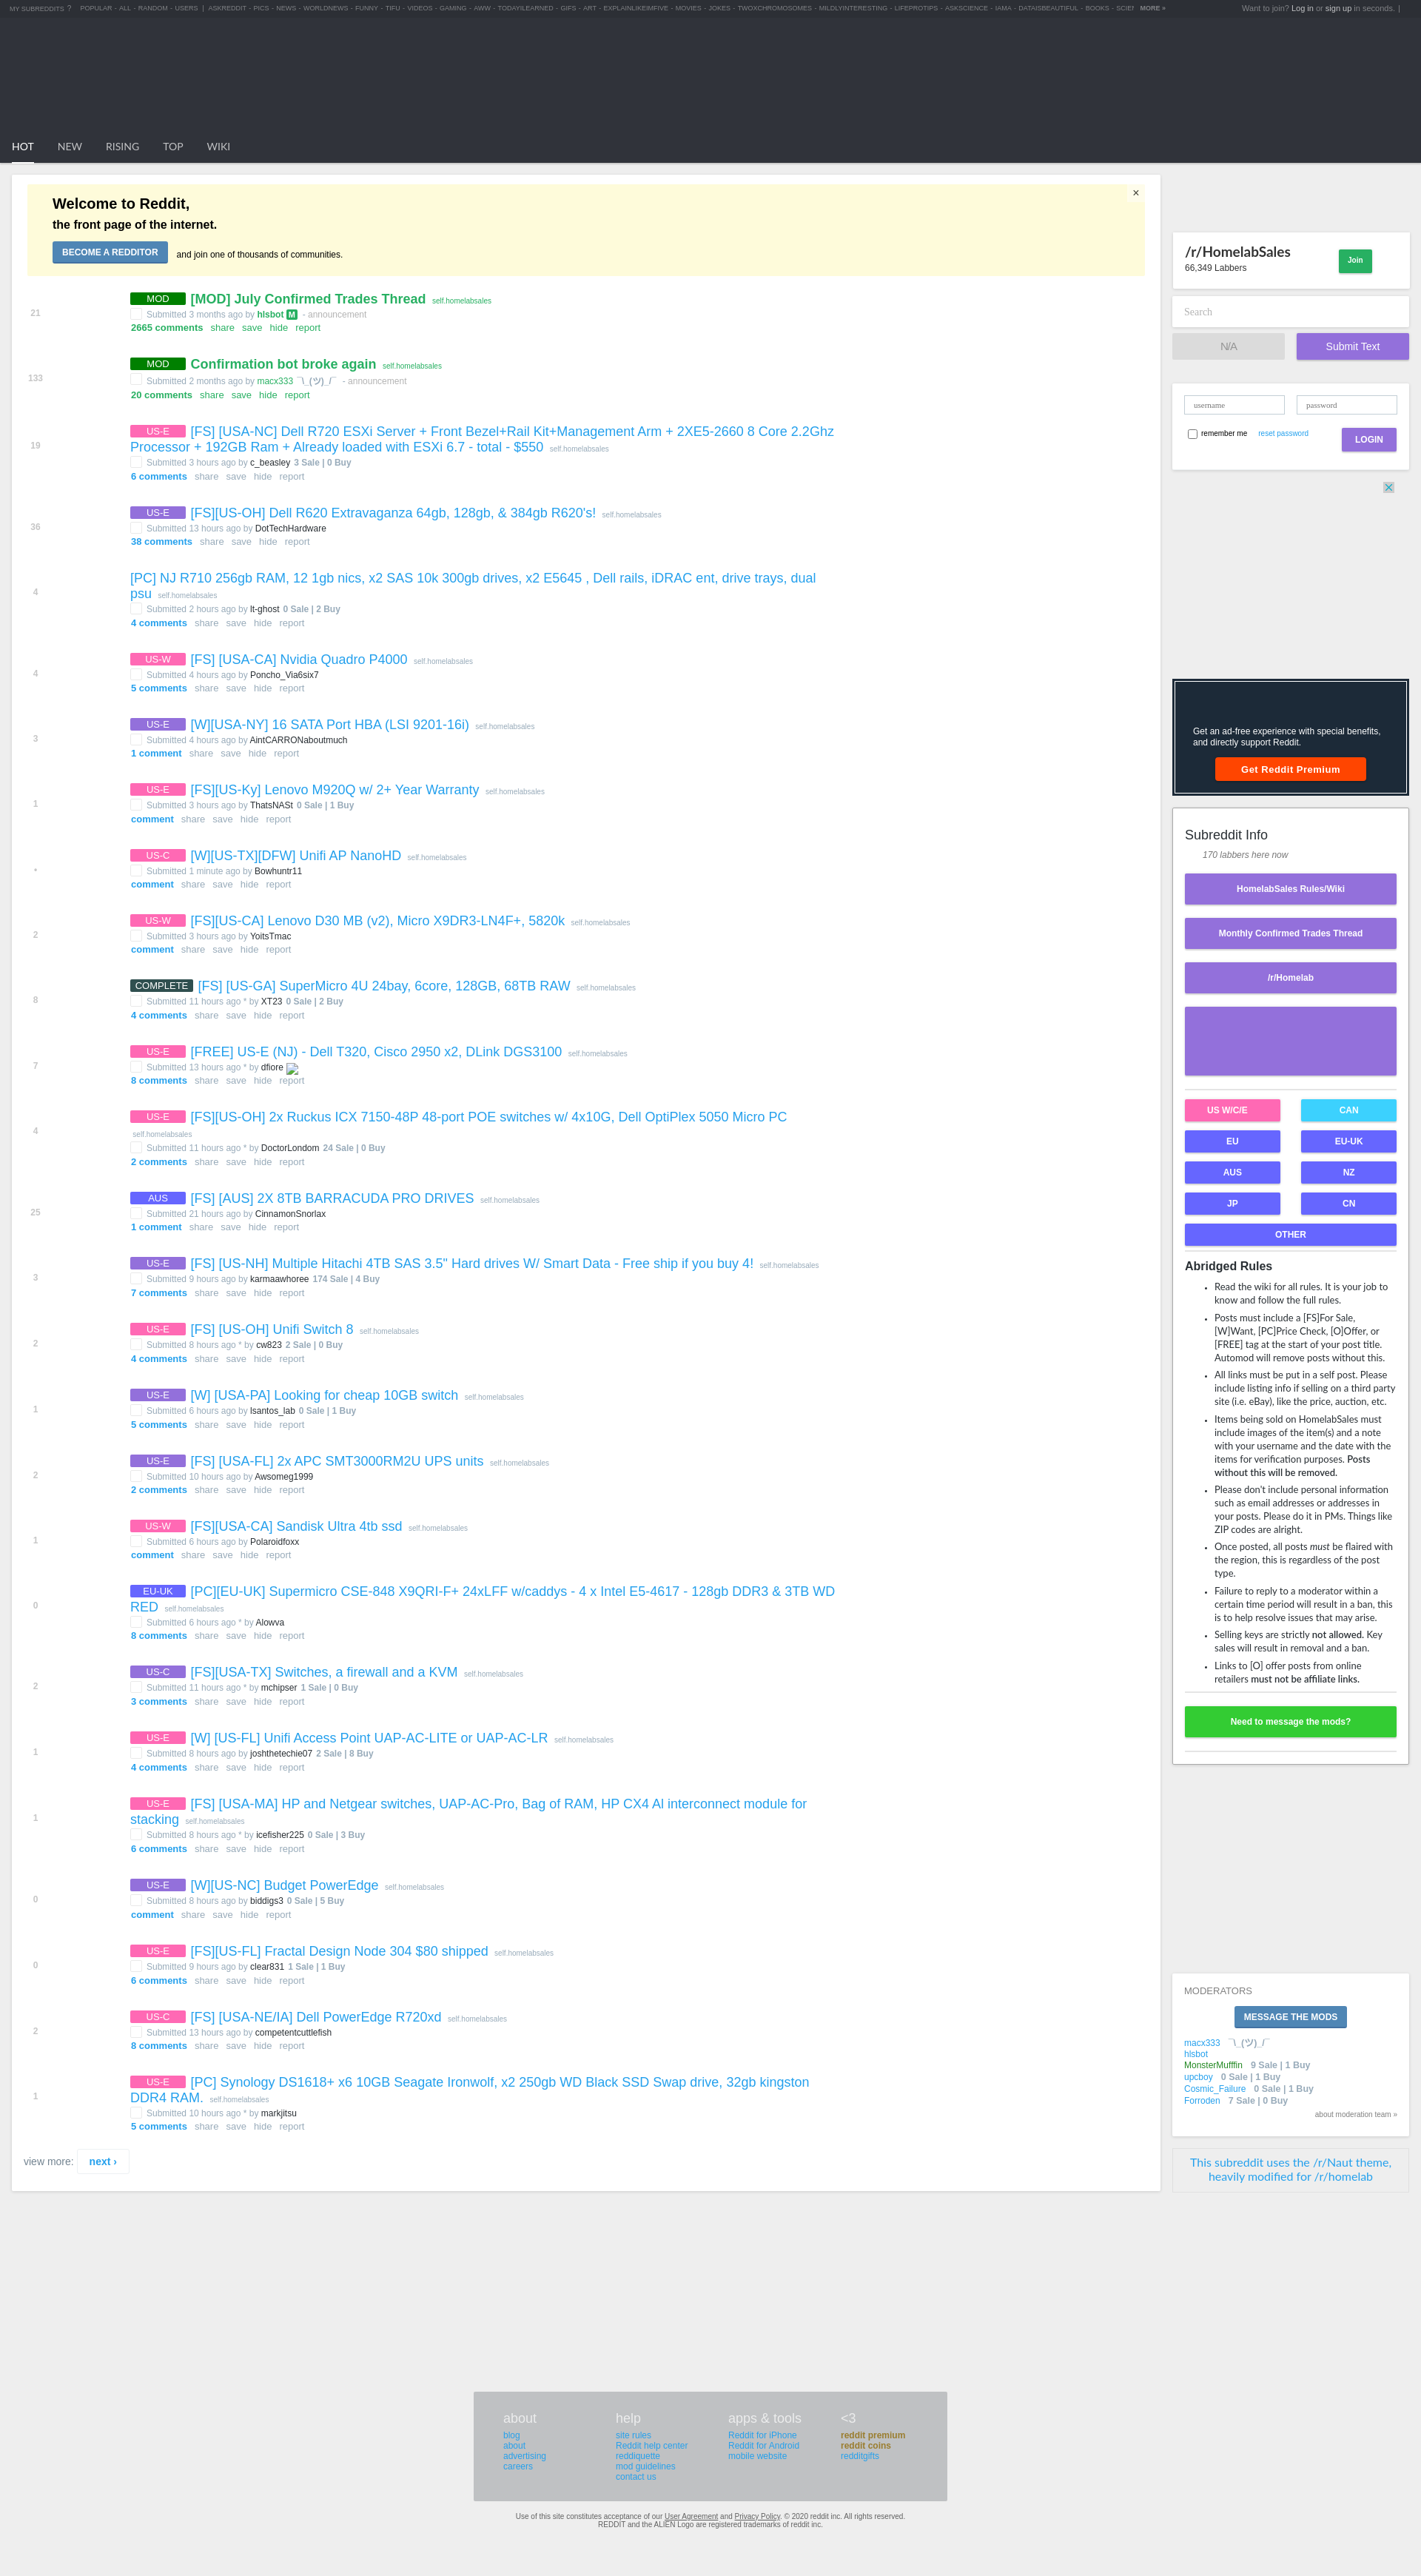 MY SUBREDDITS ? POPULAR - ALL - RANDOM - USERS | ASKREDDIT - PICS - NEWS - WORLDNEWS - FUNNY - TIFU - VIDEOS - GAMING - AWW - TODAYILEARNED - GIFS - ART - EXPLAINLIKEIMFIVE - MOVIES - JOKES - TWOXCHROMOSOMES - MILDLYINTERESTING - LIFEPROTIPS - ASKSCIENCE - IAMA - DATAISBEAUTIFUL - BOOKS - SCIEN MORE »
Want to join? Log in or sign up in seconds. |
HOT NEW RISING TOP WIKI
Welcome to Reddit,
the front page of the internet.
BECOME A REDDITOR and join one of thousands of communities.
×
21
MOD [MOD] July Confirmed Trades Thread self.homelabsales
Submitted 3 months ago by hlsbot M - announcement
2665 comments share save hide report
133
MOD Confirmation bot broke again self.homelabsales
Submitted 2 months ago by macx333 ¯\_(ツ)_/¯ - announcement
20 comments share save hide report
19
US-E [FS] [USA-NC] Dell R720 ESXi Server + Front Bezel+Rail Kit+Management Arm + 2XE5-2660 8 Core 2.2Ghz
Processor + 192GB Ram + Already loaded with ESXi 6.7 - total - $550 self.homelabsales
Submitted 3 hours ago by c_beasley 3 Sale | 0 Buy
6 comments share save hide report
36
US-E [FS][US-OH] Dell R620 Extravaganza 64gb, 128gb, & 384gb R620's! self.homelabsales
Submitted 13 hours ago by DotTechHardware
38 comments share save hide report
4
[PC] NJ R710 256gb RAM, 12 1gb nics, x2 SAS 10k 300gb drives, x2 E5645 , Dell rails, iDRAC ent, drive trays, dual
psu self.homelabsales
Submitted 2 hours ago by lt-ghost 0 Sale | 2 Buy
4 comments share save hide report
4
US-W [FS] [USA-CA] Nvidia Quadro P4000 self.homelabsales
Submitted 4 hours ago by Poncho_Via6six7
5 comments share save hide report
3
US-E [W][USA-NY] 16 SATA Port HBA (LSI 9201-16i) self.homelabsales
Submitted 4 hours ago by AintCARRONaboutmuch
1 comment share save hide report
1
US-E [FS][US-Ky] Lenovo M920Q w/ 2+ Year Warranty self.homelabsales
Submitted 3 hours ago by ThatsNASt 0 Sale | 1 Buy
comment share save hide report
•
US-C [W][US-TX][DFW] Unifi AP NanoHD self.homelabsales
Submitted 1 minute ago by Bowhuntr11
comment share save hide report
2
US-W [FS][US-CA] Lenovo D30 MB (v2), Micro X9DR3-LN4F+, 5820k self.homelabsales
Submitted 3 hours ago by YoitsTmac
comment share save hide report
8
COMPLETE [FS] [US-GA] SuperMicro 4U 24bay, 6core, 128GB, 68TB RAW self.homelabsales
Submitted 11 hours ago * by XT23 0 Sale | 2 Buy
4 comments share save hide report
7
US-E [FREE] US-E (NJ) - Dell T320, Cisco 2950 x2, DLink DGS3100 self.homelabsales
Submitted 13 hours ago * by dfiore
8 comments share save hide report
4
US-E [FS][US-OH] 2x Ruckus ICX 7150-48P 48-port POE switches w/ 4x10G, Dell OptiPlex 5050 Micro PC
self.homelabsales
Submitted 11 hours ago * by DoctorLondom 24 Sale | 0 Buy
2 comments share save hide report
25
AUS [FS] [AUS] 2X 8TB BARRACUDA PRO DRIVES self.homelabsales
Submitted 21 hours ago by CinnamonSnorlax
1 comment share save hide report
3
US-E [FS] [US-NH] Multiple Hitachi 4TB SAS 3.5" Hard drives W/ Smart Data - Free ship if you buy 4! self.homelabsales
Submitted 9 hours ago by karmaawhoree 174 Sale | 4 Buy
7 comments share save hide report
2
US-E [FS] [US-OH] Unifi Switch 8 self.homelabsales
Submitted 8 hours ago * by cw823 2 Sale | 0 Buy
4 comments share save hide report
1
US-E [W] [USA-PA] Looking for cheap 10GB switch self.homelabsales
Submitted 6 hours ago by lsantos_lab 0 Sale | 1 Buy
5 comments share save hide report
2
US-E [FS] [USA-FL] 2x APC SMT3000RM2U UPS units self.homelabsales
Submitted 10 hours ago by Awsomeg1999
2 comments share save hide report
1
US-W [FS][USA-CA] Sandisk Ultra 4tb ssd self.homelabsales
Submitted 6 hours ago by Polaroidfoxx
comment share save hide report
0
EU-UK [PC][EU-UK] Supermicro CSE-848 X9QRI-F+ 24xLFF w/caddys - 4 x Intel E5-4617 - 128gb DDR3 & 3TB WD
RED self.homelabsales
Submitted 6 hours ago * by Alowva
8 comments share save hide report
2
US-C [FS][USA-TX] Switches, a firewall and a KVM self.homelabsales
Submitted 11 hours ago * by mchipser 1 Sale | 0 Buy
3 comments share save hide report
1
US-E [W] [US-FL] Unifi Access Point UAP-AC-LITE or UAP-AC-LR self.homelabsales
Submitted 8 hours ago by joshthetechie07 2 Sale | 8 Buy
4 comments share save hide report
1
US-E [FS] [USA-MA] HP and Netgear switches, UAP-AC-Pro, Bag of RAM, HP CX4 Al interconnect module for
stacking self.homelabsales
Submitted 8 hours ago * by icefisher225 0 Sale | 3 Buy
6 comments share save hide report
0
US-E [W][US-NC] Budget PowerEdge self.homelabsales
Submitted 8 hours ago by biddigs3 0 Sale | 5 Buy
comment share save hide report
0
US-E [FS][US-FL] Fractal Design Node 304 $80 shipped self.homelabsales
Submitted 9 hours ago by clear831 1 Sale | 1 Buy
6 comments share save hide report
2
US-C [FS] [USA-NE/IA] Dell PowerEdge R720xd self.homelabsales
Submitted 13 hours ago by competentcuttlefish
8 comments share save hide report
1
US-E [PC] Synology DS1618+ x6 10GB Seagate Ironwolf, x2 250gb WD Black SSD Swap drive, 32gb kingston
DDR4 RAM. self.homelabsales
Submitted 10 hours ago * by markjitsu
5 comments share save hide report
view more: next ›
/r/HomelabSales
66,349 Labbers
Join
Search
N/A Submit Text
username password
remember me reset password LOGIN
Get an ad-free experience with special benefits,
and directly support Reddit.
Get Reddit Premium
Subreddit Info
170 labbers here now
HomelabSales Rules/Wiki
Monthly Confirmed Trades Thread
/r/Homelab
US W/C/E CAN
EU EU-UK
AUS NZ
JP CN
OTHER
Abridged Rules
• Read the wiki for all rules. It is your job to
know and follow the full rules.
• Posts must include a [FS]For Sale,
[W]Want, [PC]Price Check, [O]Offer, or
[FREE] tag at the start of your post title.
Automod will remove posts without this.
• All links must be put in a self post. Please
include listing info if selling on a third party
site (i.e. eBay), like the price, auction, etc.
• Items being sold on HomelabSales must
include images of the item(s) and a note
with your username and the date with the
items for verification purposes. Posts
without this will be removed.
• Please don't include personal information
such as email addresses or addresses in
your posts. Please do it in PMs. Things like
ZIP codes are alright.
• Once posted, all posts must be flaired with
the region, this is regardless of the post
type.
• Failure to reply to a moderator within a
certain time period will result in a ban, this
is to help resolve issues that may arise.
• Selling keys are strictly not allowed. Key
sales will result in removal and a ban.
• Links to [O] offer posts from online
retailers must not be affiliate links.
Need to message the mods?
MODERATORS
MESSAGE THE MODS
macx333 ¯\_(ツ)_/¯
hlsbot
MonsterMufffin 9 Sale | 1 Buy
upcboy 0 Sale | 1 Buy
Cosmic_Failure 0 Sale | 1 Buy
Forroden 7 Sale | 0 Buy
about moderation team »
This subreddit uses the /r/Naut theme,
heavily modified for /r/homelab
about
blog
about
advertising
careers
help
site rules
Reddit help center
reddiquette
mod guidelines
contact us
apps & tools
Reddit for iPhone
Reddit for Android
mobile website
<3
reddit premium
reddit coins
redditgifts
Use of this site constitutes acceptance of our User Agreement and Privacy Policy. © 2020 reddit inc. All rights reserved.
REDDIT and the ALIEN Logo are registered trademarks of reddit inc.